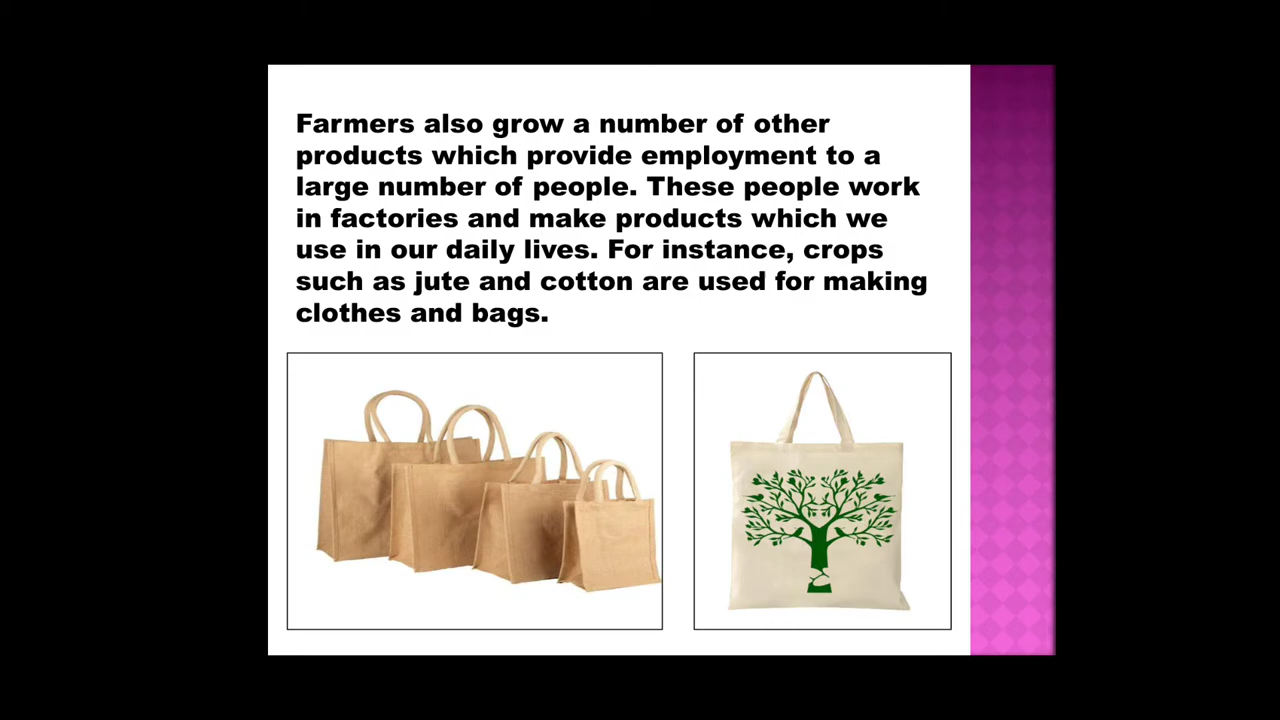 Farmers also grow a number of other
products which provide employment to a
large number of people. These people work
in factories and make products which we
use in our daily lives. For instance, crops
such as jute and cotton are used for making
clothes and bags.